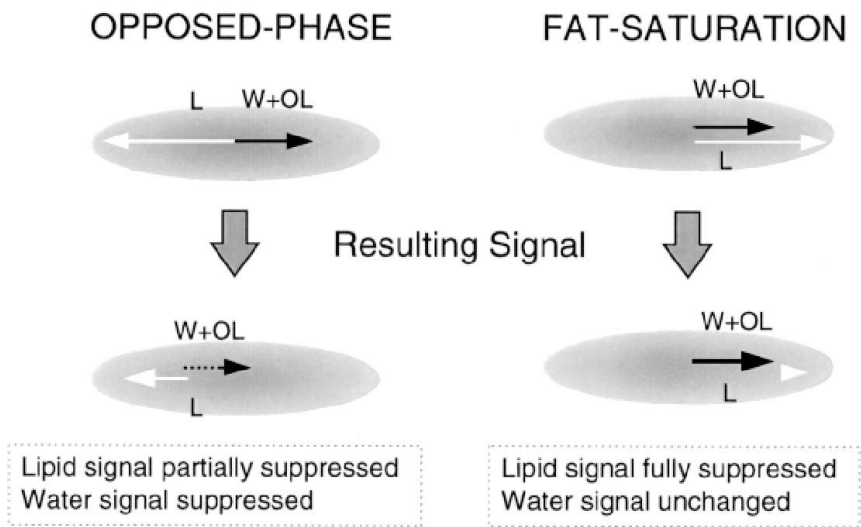 OPPOSED-PHASE
FAT-SATURATION
L W+OL
W+OL
L
Resulting Signal
W+OL
L
W+OL
L
Lipid signal partially suppressed
Water signal suppressed
Lipid signal fully suppressed
Water signal unchanged